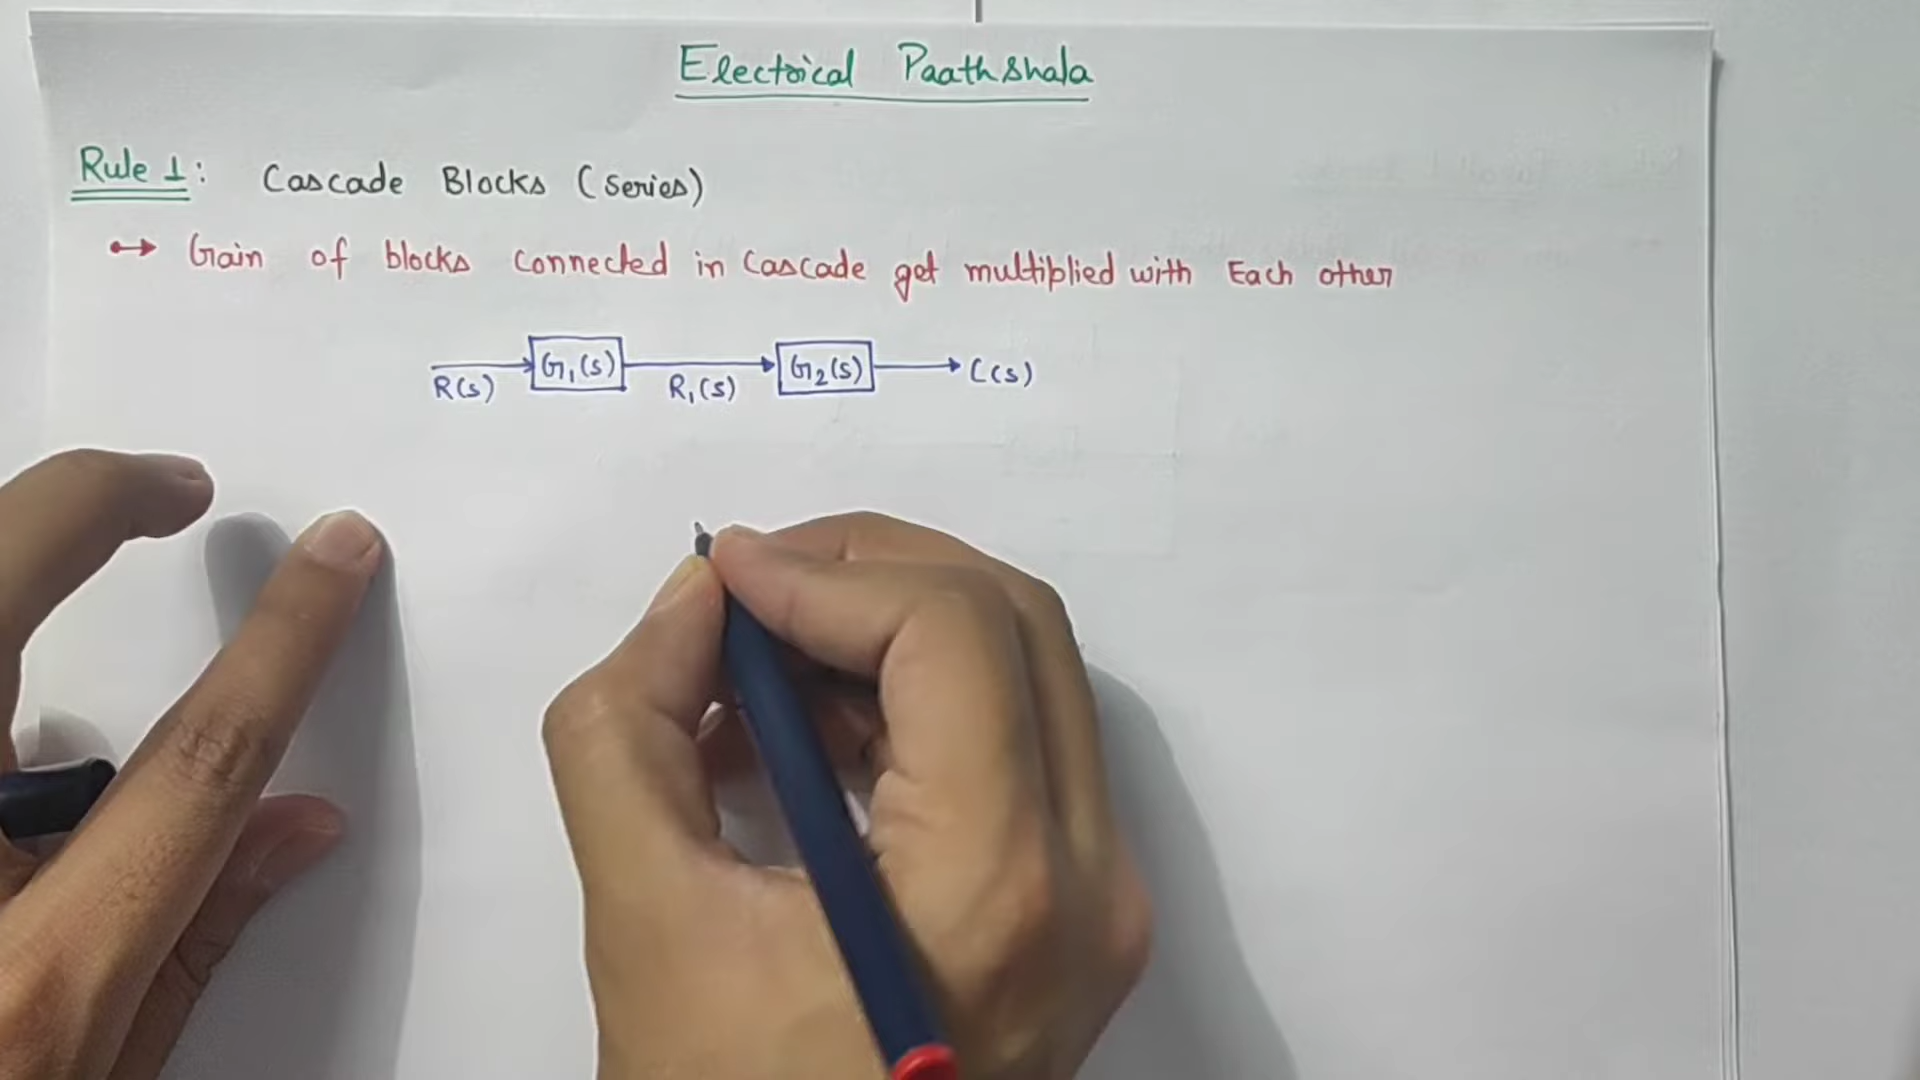 Electrical Paathshala
Rule 1: Cascade Blocks (Series)
Gain of blocks connected in Cascade get multiplied with Each other
R(s) G₁(s) R₁(s) G₂(s) C(s)